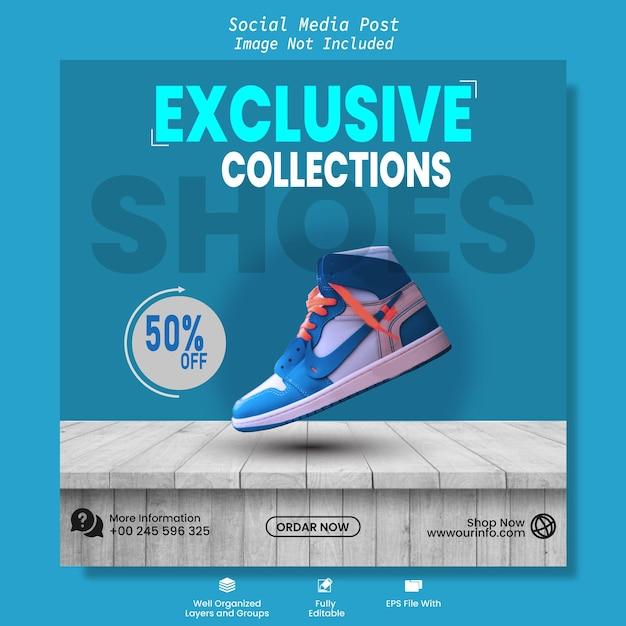 Social Media Post
Image Not Included
EXCLUSIVE
COLLECTIONS
SHOES
50%
OFF
More Information
+00 245 596 325
ORDAR NOW
Shop Now
wwwourinfo.com
Well Organized
Layers and Groups
Fully
Editable
EPS File With